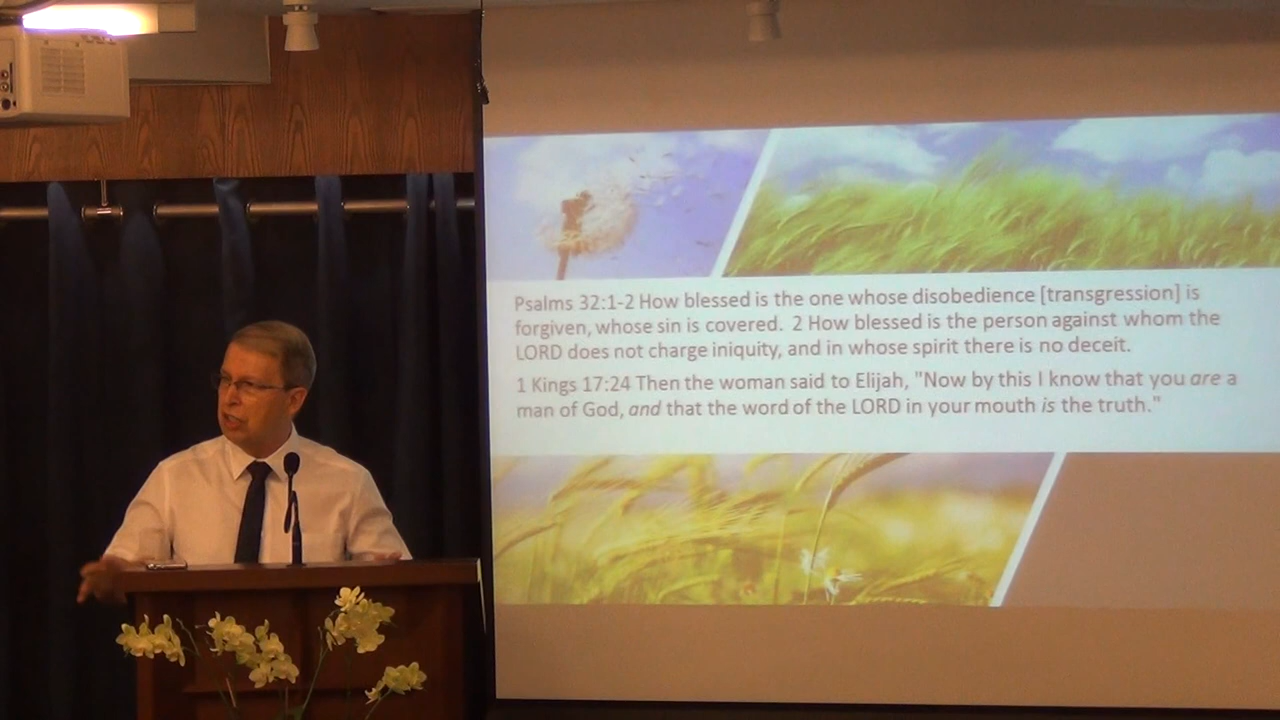 Psalms 32:1-2 How blessed is the one whose disobedience [transgression] is
forgiven, whose sin is covered.  2 How blessed is the person against whom the
LORD does not charge iniquity, and in whose spirit there is no deceit.
1 Kings 17:24 Then the woman said to Elijah, "Now by this I know that you are a
man of God, and that the word of the LORD in your mouth is the truth."